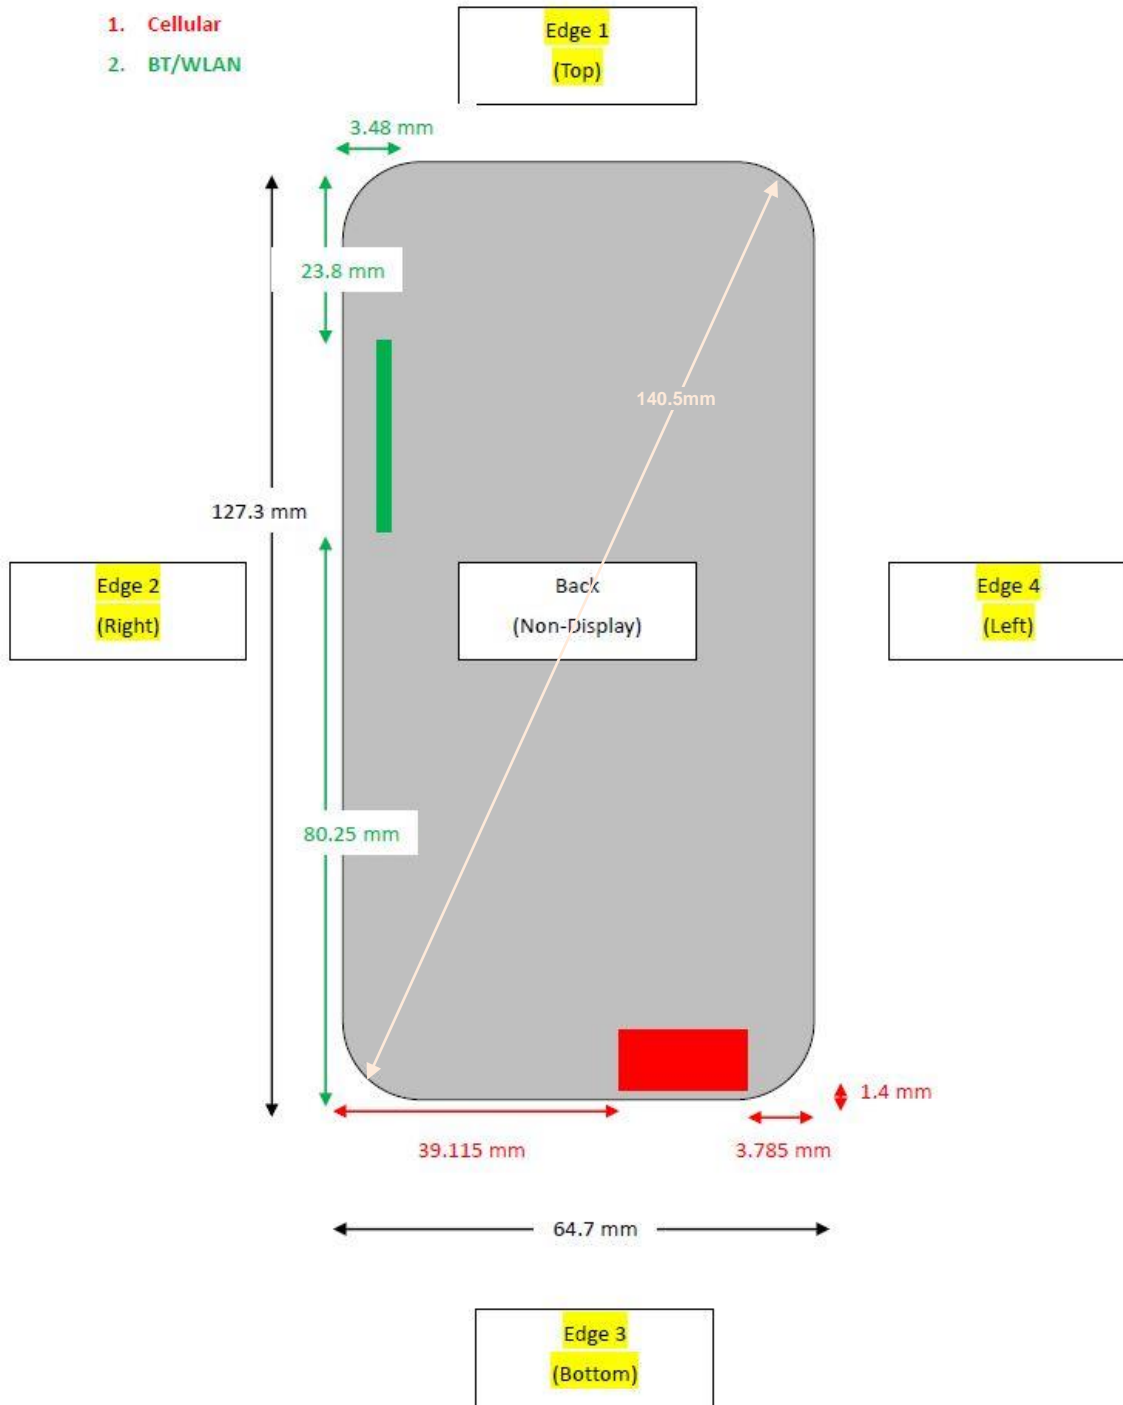 1. Cellular
2. BT/WLAN
Edge 1
(Top)
3.48 mm
23.8 mm
140.5mm
127.3 mm
Edge 2
(Right)
Back
(Non-Display)
Edge 4
(Left)
80.25 mm
1.4 mm
39.115 mm
3.785 mm
64.7 mm
Edge 3
(Bottom)